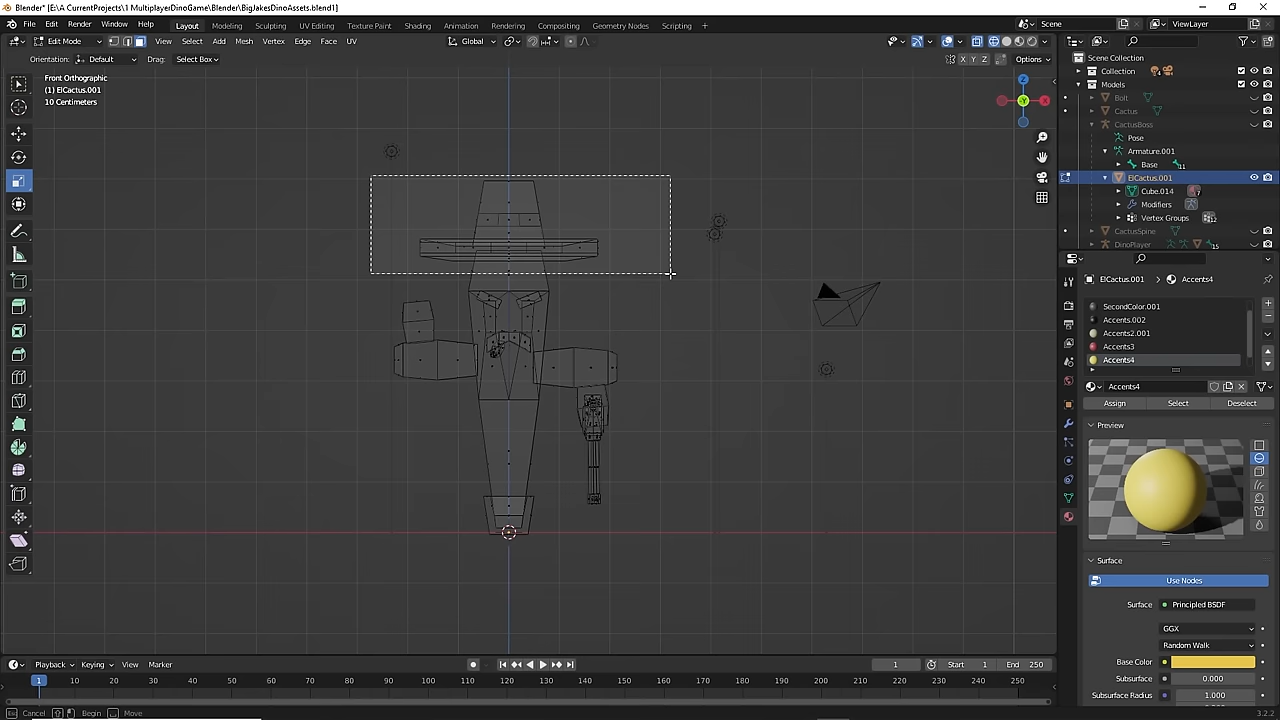 Blender* [E:\A CurrentProjects\1 MultiplayerDinoGame\Blender\BigJakesDinoAssets.blend1]
File Edit Render Window Help Layout Modeling Sculpting UV Editing Texture Paint Shading Animation Rendering Compositing Geometry Nodes Scripting + Scene ViewLayer
Edit Mode View Select Add Mesh Vertex Edge Face UV Global
Orientation: Default Drag: Select Box X Y Z Options
Front Orthographic
(1) ElCactus.001
10 Centimeters
Z
X
Y
Scene Collection
Collection 4
Models
Bolt
Cactus
CactusBoss
Pose
Armature.001
Base 11
ElCactus.001
Cube.014 7
Modifiers
Vertex Groups
CactusSpine
DinoPlayer 15
ElCactus.001 > Accents4
SecondColor.001
Accents.002
Accents2.001
Accents3
Accents4
Accents4
Assign Select Deselect
Preview
Surface
Use Nodes
Surface Principled BSDF
GGX
Random Walk
Base Color
Subsurface 0.000
Subsurface Radius 1.000
Playback Keying View Marker 1 Start 1 End 250
1 10 20 30 40 50 60 70 80 90 100 110 120 130 140 150 160 170 180 190 200 210 220 230 240 250
Esc Cancel Begin Move 3.2.2